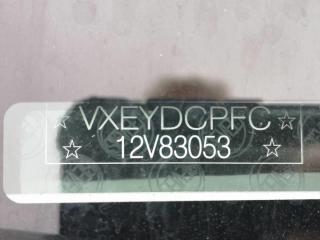 ☆ VXEYDCPFC ☆
☆ 12V83053 ☆